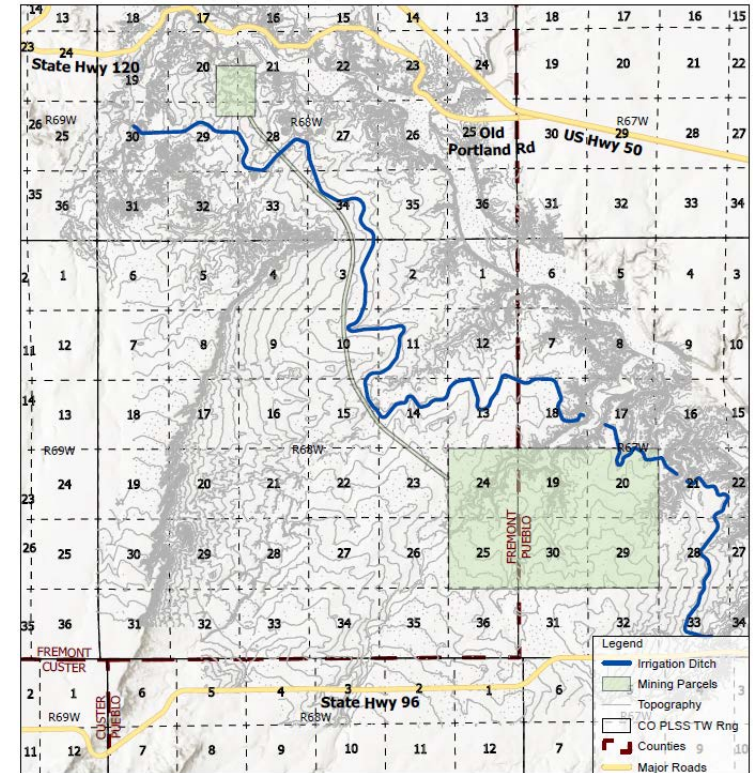 14 13 18 17 16 15 14 13 18 17 16 15
23 24 19 20 21 22 23 24 19 20 21 22
State Hwy 120
R69W R68W R67W
26 25 30 29 28 27 26 25 30 29 28 27
Old
Portland Rd
US Hwy 50
35 36 31 32 33 34 35 36 31 32 33 34
2 1 6 5 4 3 2 1 6 5 4 3
11 12 7 8 9 10 11 12 7 8 9 10
14 13 18 17 16 15 14 13 18 17 16 15
R69W R68W R67W
23 24 19 20 21 22 23 24 19 20 21 22
26 25 30 29 28 27 26 25 30 29 28 27
FREMONT
PUEBLO
35 36 31 32 33 34 35 36 31 32 33 34
FREMONT
CUSTER
2 1 6 5 4 3 2 1 6 3
CUSTER
PUEBLO
R69W R68W
State Hwy 96
11 12 7 8 9 10 11 12 7 9 10
Legend
Irrigation Ditch
Mining Parcels
Topography
CO PLSS TW Rng
Counties
Major Roads